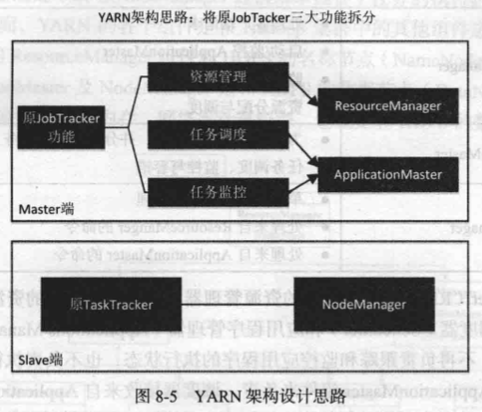 YARN架构思路：将原JobTacker三大功能拆分
原JobTracker
功能
资源管理
任务调度
任务监控
ResourceManager
ApplicationMaster
Master端
原TaskTracker
NodeManager
Slave端
图 8-5 YARN 架构设计思路